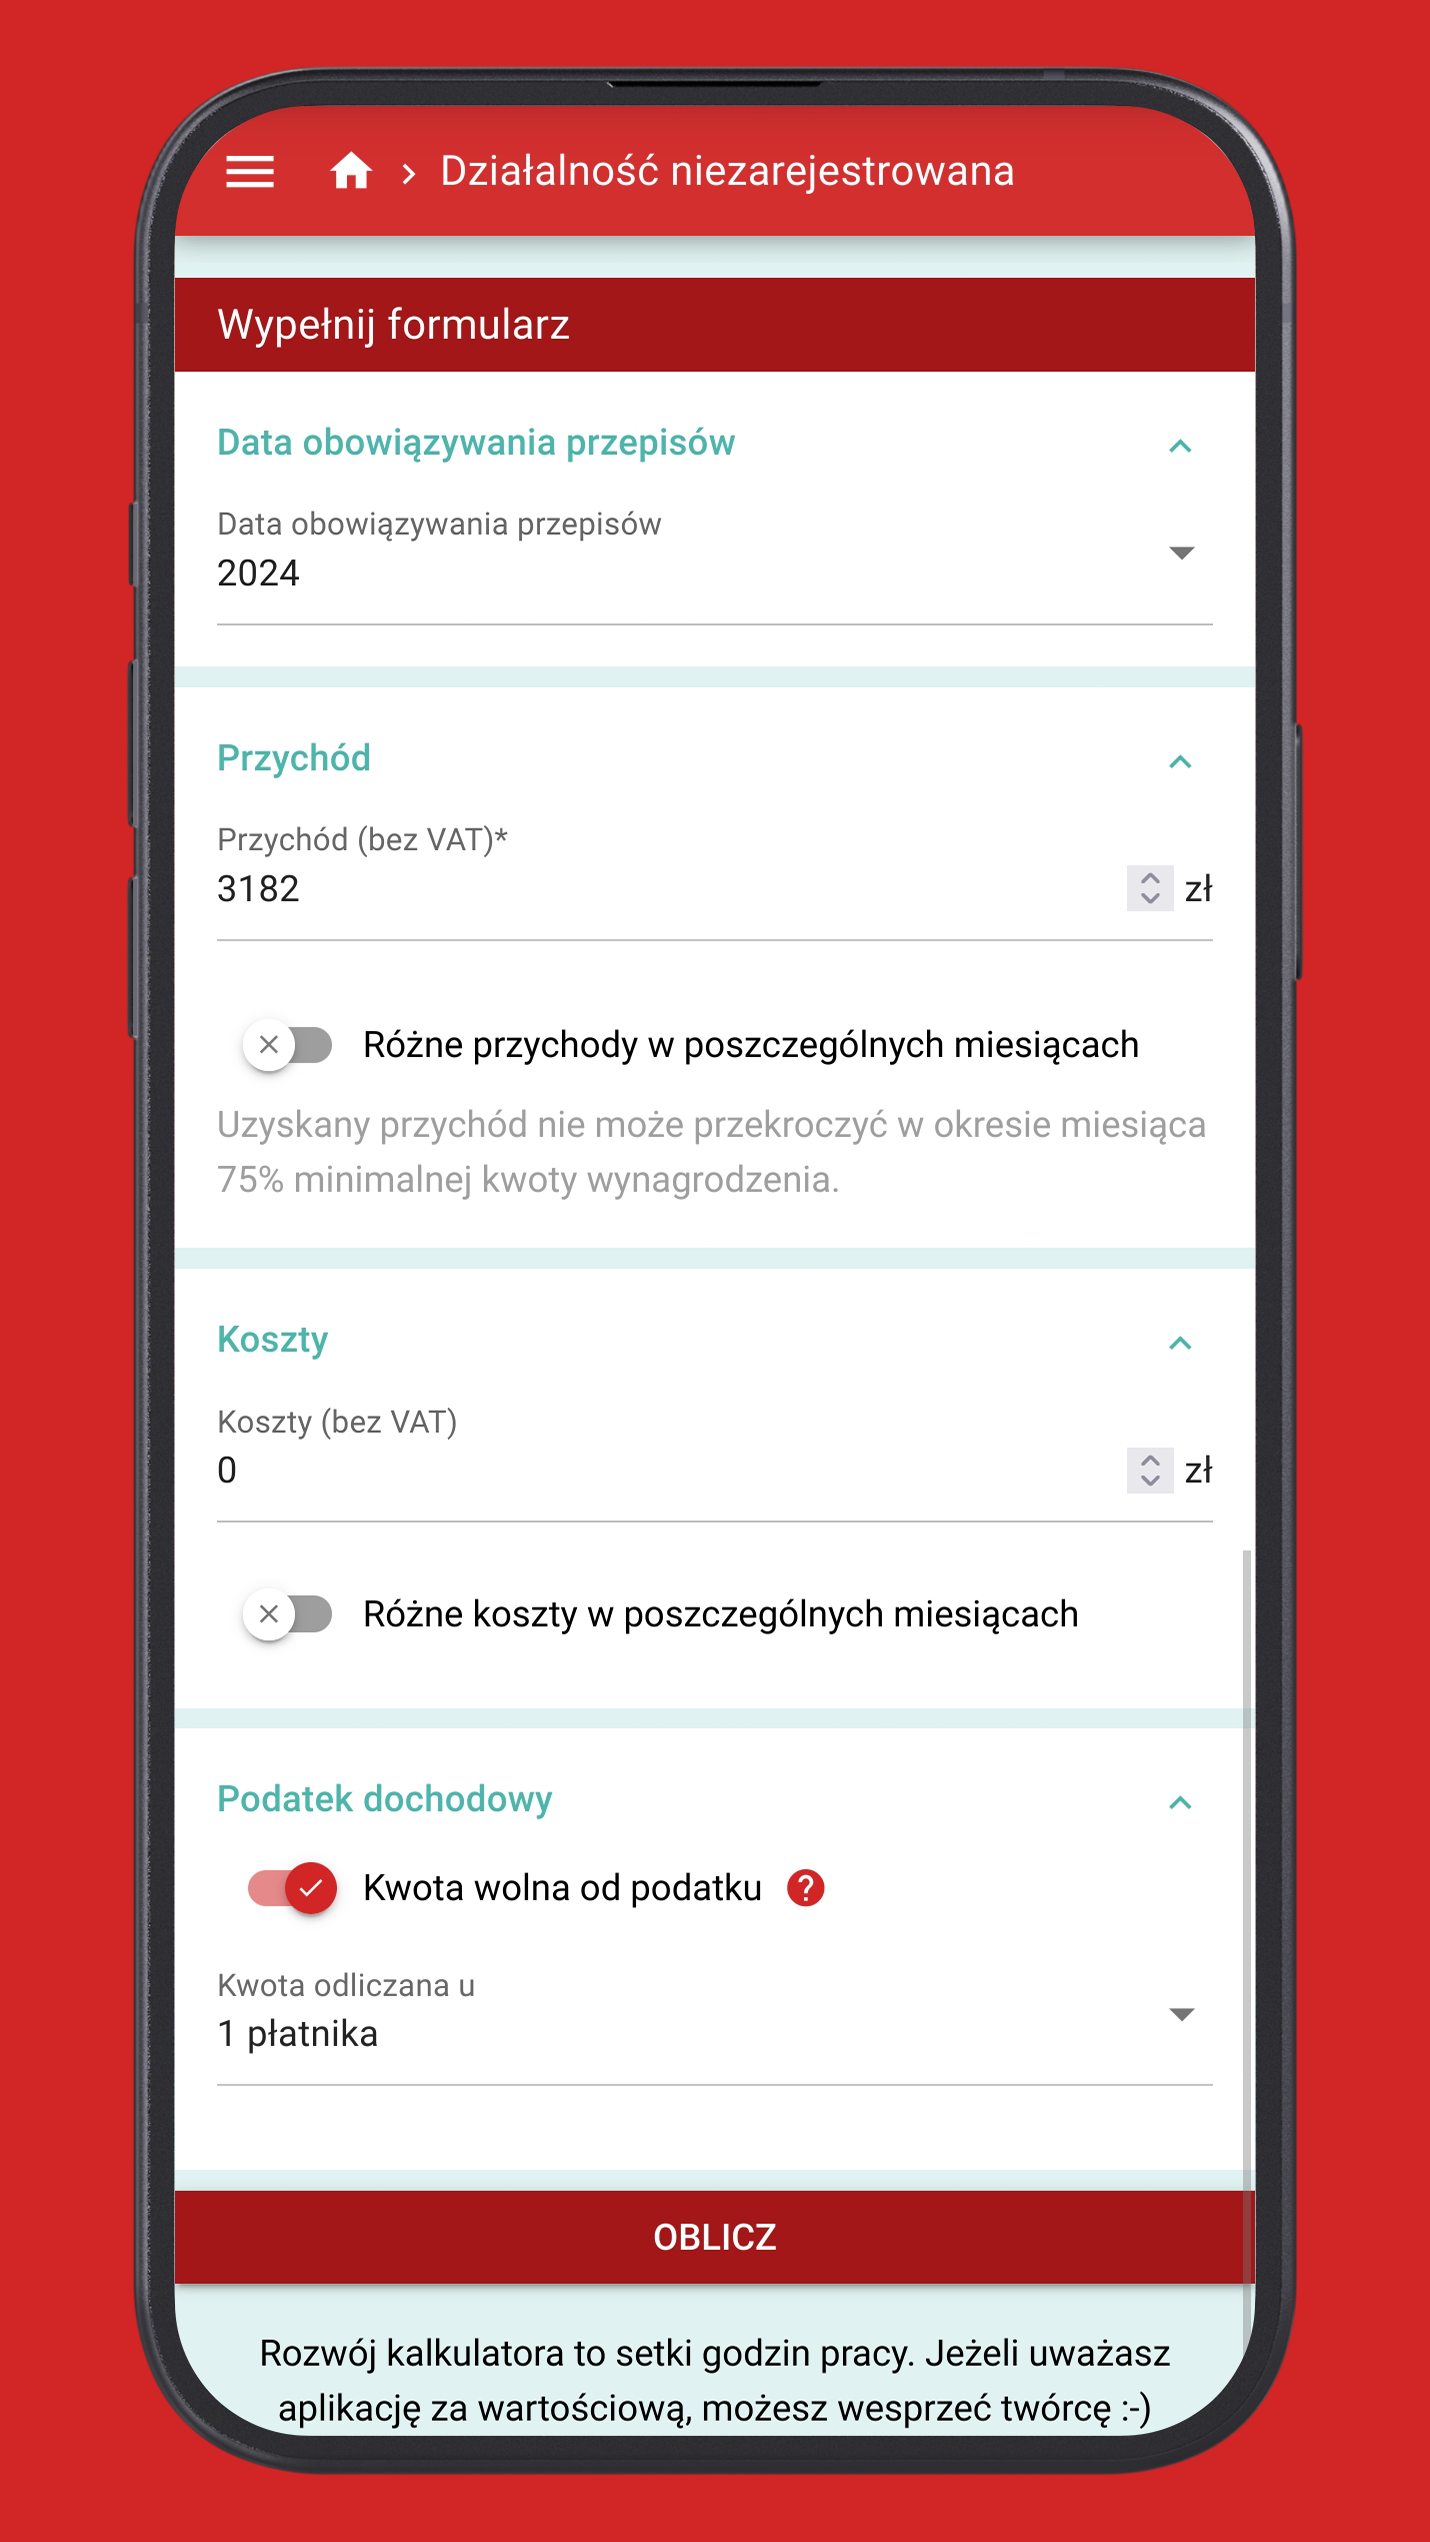 Działalność niezarejestrowana
Wypełnij formularz
Data obowiązywania przepisów
Data obowiązywania przepisów
2024
Przychód
Przychód (bez VAT)*
3182
zł
Różne przychody w poszczególnych miesiącach
Uzyskany przychód nie może przekroczyć w okresie miesiąca
75% minimalnej kwoty wynagrodzenia.
Koszty
Koszty (bez VAT)
0
zł
Różne koszty w poszczególnych miesiącach
Podatek dochodowy
Kwota wolna od podatku
?
Kwota odliczana u
1 płatnika
OBLICZ
Rozwój kalkulatora to setki godzin pracy. Jeżeli uważasz
aplikację za wartościową, możesz wesprzeć twórcę :-)